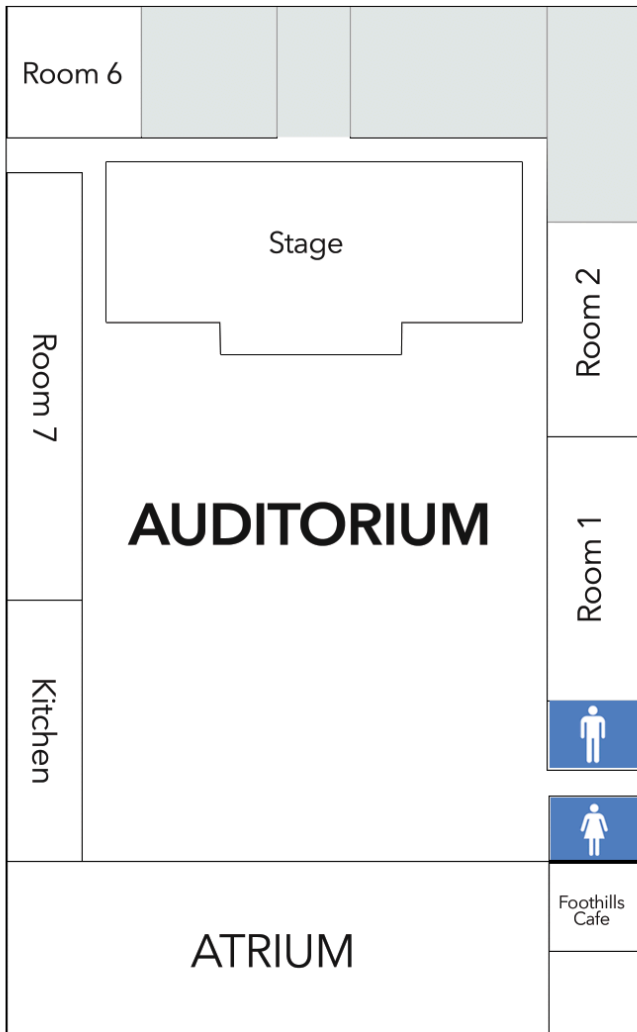 Room 6
Stage
Room 2
Room 7
AUDITORIUM
Room 1
Kitchen
Foothills
Cafe
ATRIUM